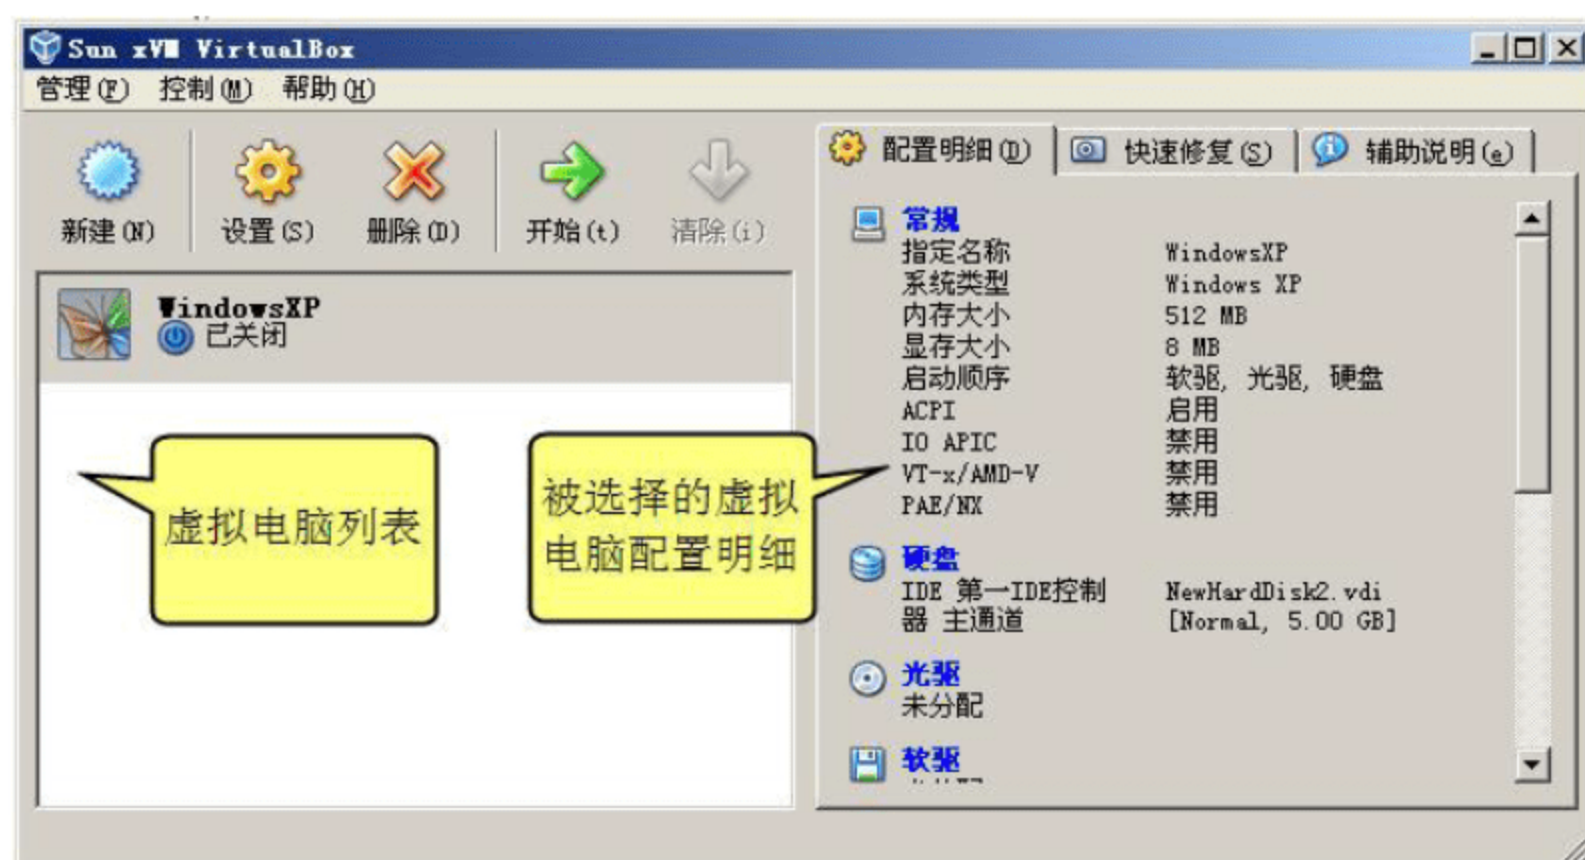 Sun xVM VirtualBox
管理(F) 控制(M) 帮助(H)
新建(N) 设置(S) 删除(D) 开始(t) 清除(i)
WindowsXP
已关闭
虚拟电脑列表
被选择的虚拟
电脑配置明细
配置明细(D) 快速修复(S) 辅助说明(e)
常规
指定名称 WindowsXP
系统类型 Windows XP
内存大小 512 MB
显存大小 8 MB
启动顺序 软驱, 光驱, 硬盘
ACPI 启用
IO APIC 禁用
VT-x/AMD-V 禁用
PAE/NX 禁用
硬盘
IDE 第一IDE控制 NewHardDisk2.vdi
器 主通道 [Normal, 5.00 GB]
光驱
未分配
软驱